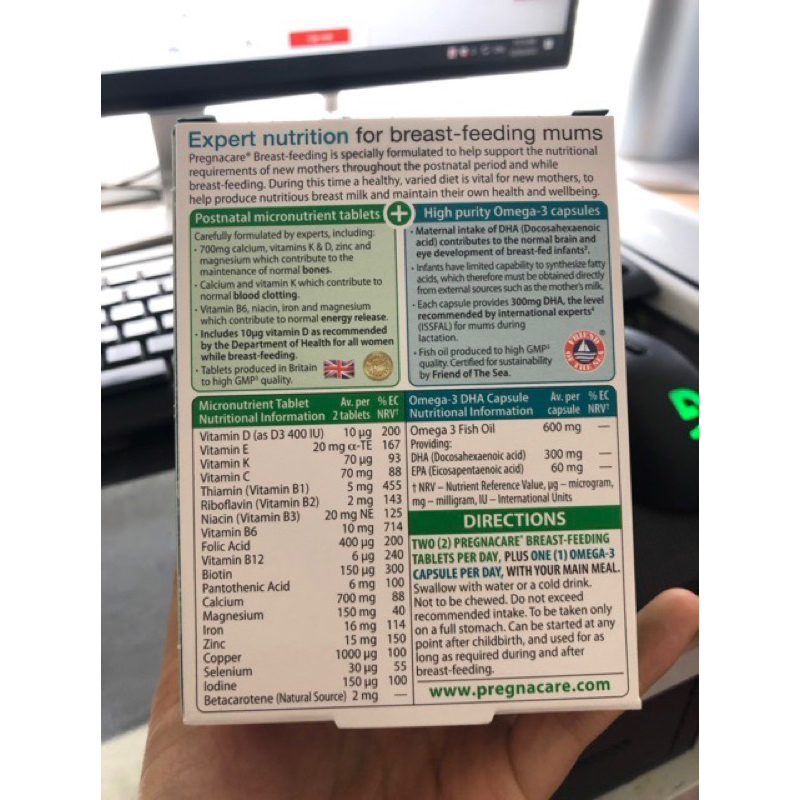 Expert nutrition for breast-feeding mums
Pregnacare® Breast-feeding is specially formulated to help support the nutritional
requirements of new mothers throughout the postnatal period and while
breast-feeding. During this time a healthy, varied diet is vital for new mothers, to
help produce nutritious breast milk and maintain their own health and wellbeing.
Postnatal micronutrient tablets
+
High purity Omega-3 capsules
Carefully formulated by experts, including:
· 700mg calcium, vitamins K & D, zinc and
magnesium which contribute to the
maintenance of normal bones.
· Calcium and vitamin K which contribute to
normal blood clotting.
· Vitamin B6, niacin, iron and magnesium
which contribute to normal energy release.
· Includes 10µg vitamin D as recommended
by the Department of Health for all women
while breast-feeding.
· Tablets produced in Britain
to high GMP§ quality.
· Maternal intake of DHA (Docosahexaenoic
acid) contributes to the normal brain and
eye development of breast-fed infants².
· Infants have limited capability to synthesize fatty
acids, which therefore must be obtained directly
from external sources such as the mother's milk.
· Each capsule provides 300mg DHA, the level
recommended by international experts⁴
(ISSFAL) for mums during
lactation.
· Fish oil produced to high GMP§
quality. Certified for sustainability
by Friend of The Sea.
FRIEND
OF THE SEA
®
Micronutrient Tablet Av. per % EC
Nutritional Information 2 tablets NRV†
Vitamin D (as D3 400 IU) 10 µg 200
Vitamin E 20 mg α-TE 167
Vitamin K 70 µg 93
Vitamin C 70 mg 88
Thiamin (Vitamin B1) 5 mg 455
Riboflavin (Vitamin B2) 2 mg 143
Niacin (Vitamin B3) 20 mg NE 125
Vitamin B6 10 mg 714
Folic Acid 400 µg 200
Vitamin B12 6 µg 240
Biotin 150 µg 300
Pantothenic Acid 6 mg 100
Calcium 700 mg 88
Magnesium 150 mg 40
Iron 16 mg 114
Zinc 15 mg 150
Copper 1000 µg 100
Selenium 30 µg 55
Iodine 150 µg 100
Betacarotene (Natural Source) 2 mg —
Omega-3 DHA Capsule Av. per % EC
Nutritional Information capsule NRV†
Omega 3 Fish Oil 600 mg —
Providing:
DHA (Docosahexaenoic acid) 300 mg —
EPA (Eicosapentaenoic acid) 60 mg —
† NRV – Nutrient Reference Value, µg – microgram,
mg – milligram, IU – International Units
DIRECTIONS
TWO (2) PREGNACARE® BREAST-FEEDING
TABLETS PER DAY, PLUS ONE (1) OMEGA-3
CAPSULE PER DAY, WITH YOUR MAIN MEAL.
Swallow with water or a cold drink.
Not to be chewed. Do not exceed
recommended intake. To be taken only
on a full stomach. Can be started at any
point after childbirth, and used for as
long as required during and after
breast-feeding.
www.pregnacare.com